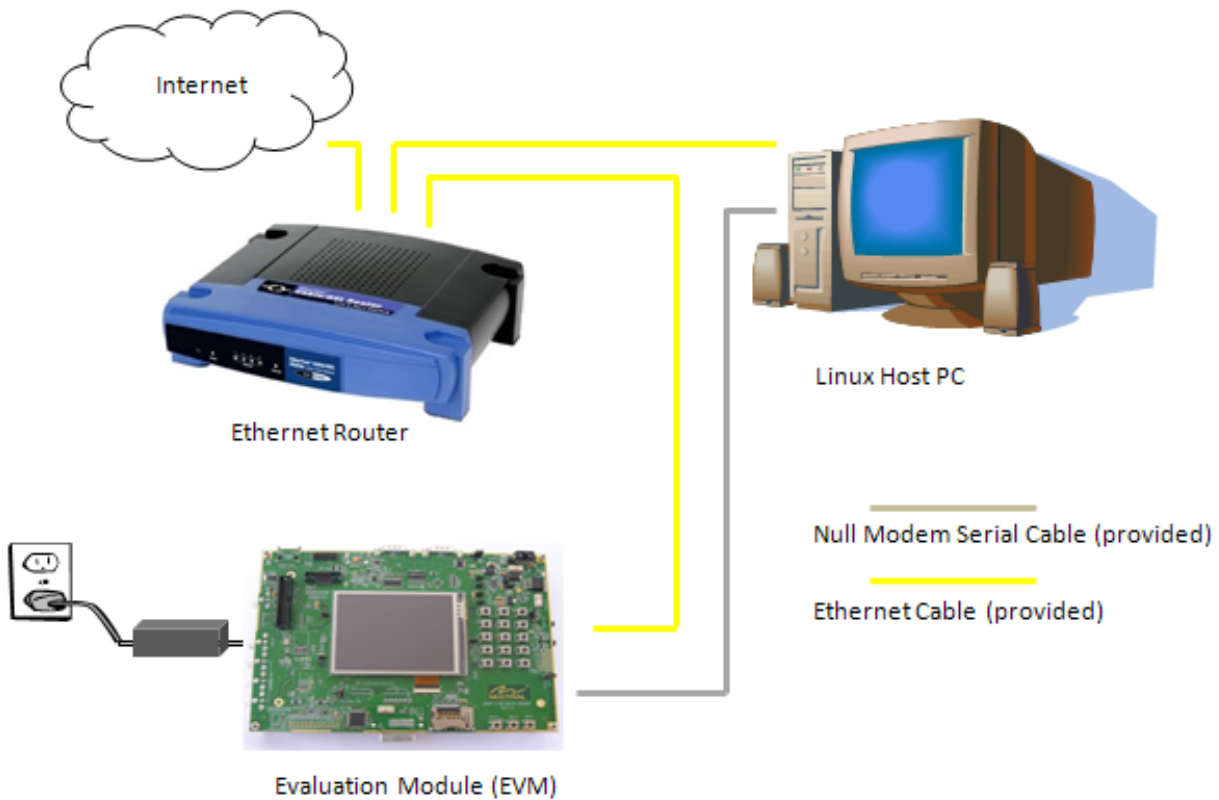 Internet
Linux Host PC
Ethernet Router
Null Modem Serial Cable (provided)
Ethernet Cable (provided)
Evaluation Module (EVM)